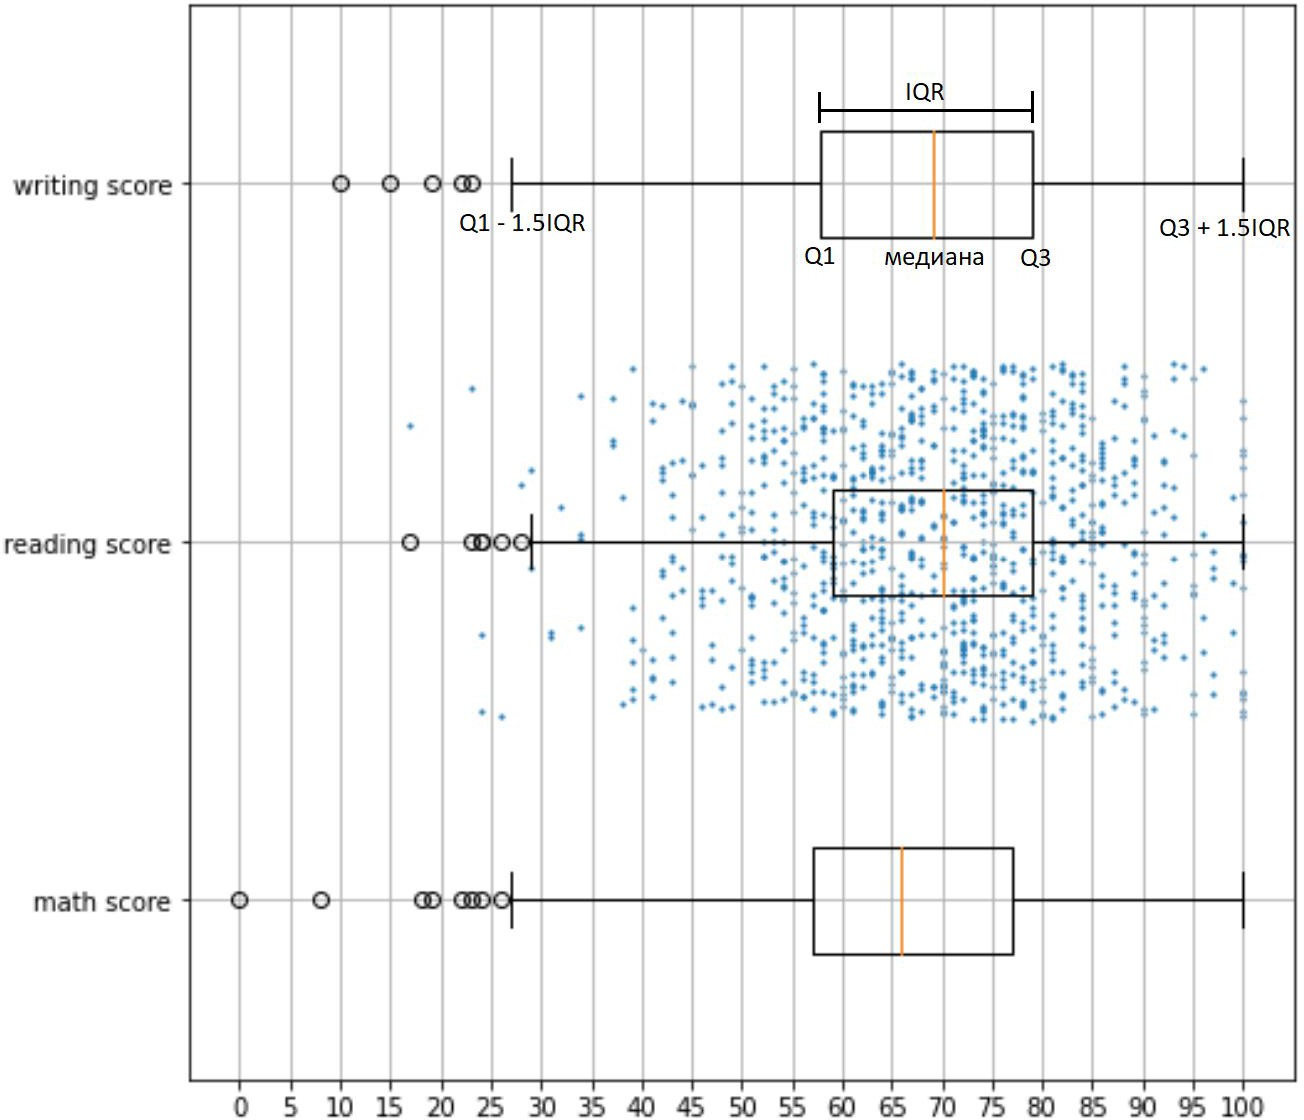 IQR
writing score
Q1 - 1.5IQR
Q3 + 1.5IQR
Q1 медиана Q3
reading score
math score
0 5 10 15 20 25 30 35 40 45 50 55 60 65 70 75 80 85 90 95 100